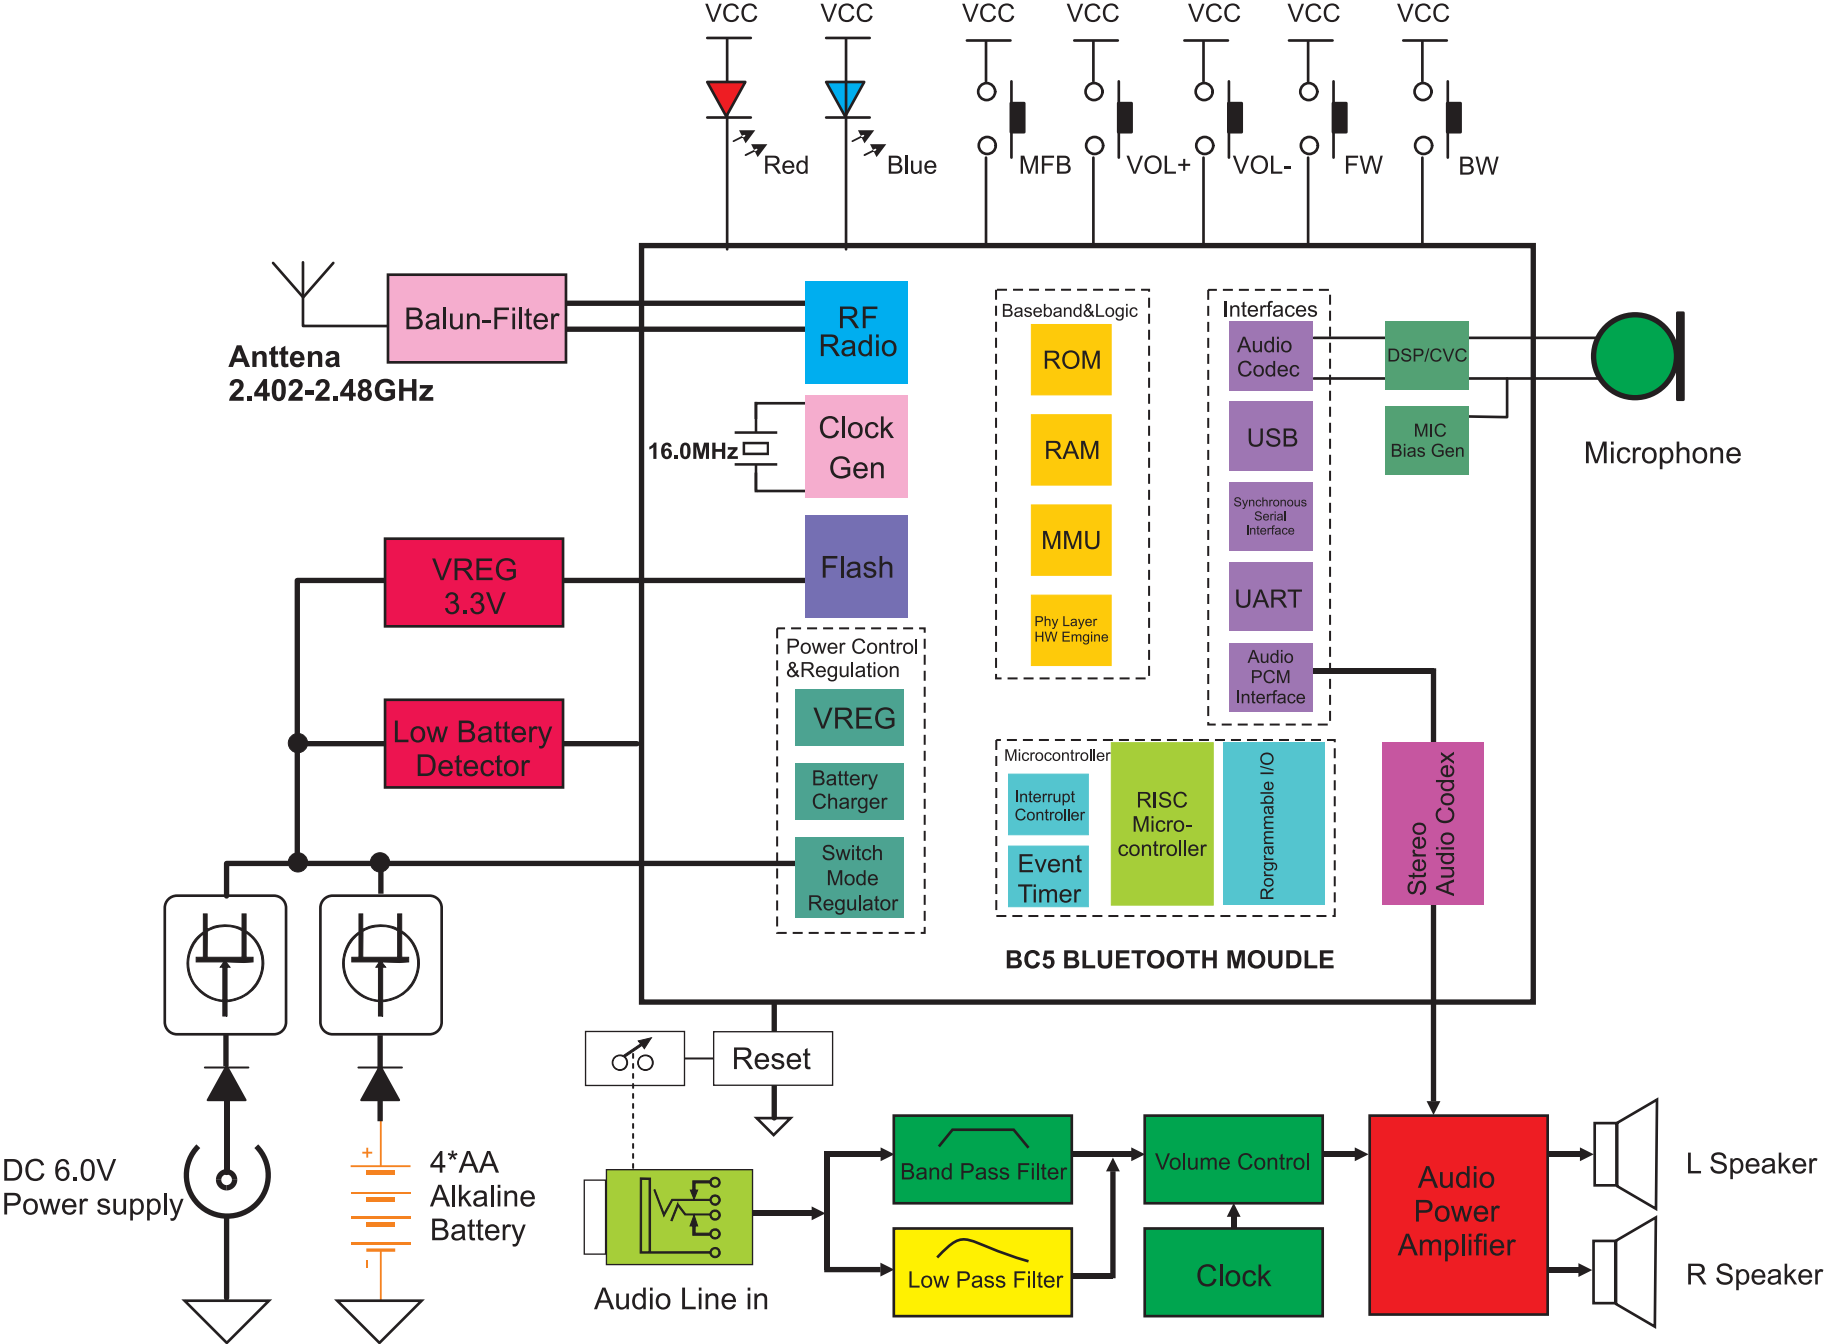 VCC
VCC
VCC
VCC
VCC
VCC
VCC
Red
Blue
MFB
VOL+
VOL-
FW
BW
Balun-Filter
Anttena
2.402-2.48GHz
RF
Radio
16.0MHz
Clock
Gen
VREG
3.3V
Flash
Low Battery
Detector
Power Control
&Regulation
VREG
Battery
Charger
Switch
Mode
Regulator
Baseband&Logic
ROM
RAM
MMU
Phy Layer
HW Emgine
Interfaces
Audio
Codec
USB
Synchronous
Serial
Interface
UART
Audio
PCM
Interface
DSP/CVC
MIC
Bias Gen
Microphone
Microcontroller
Interrupt
Controller
Event
Timer
RISC
Micro-
controller
Rorgrammable I/O
Stereo
Audio Codex
BC5 BLUETOOTH MOUDLE
Reset
DC 6.0V
Power supply
+
4*AA
Alkaline
Battery
-
Audio Line in
Band Pass Filter
Low Pass Filter
Volume Control
Clock
Audio
Power
Amplifier
L Speaker
R Speaker